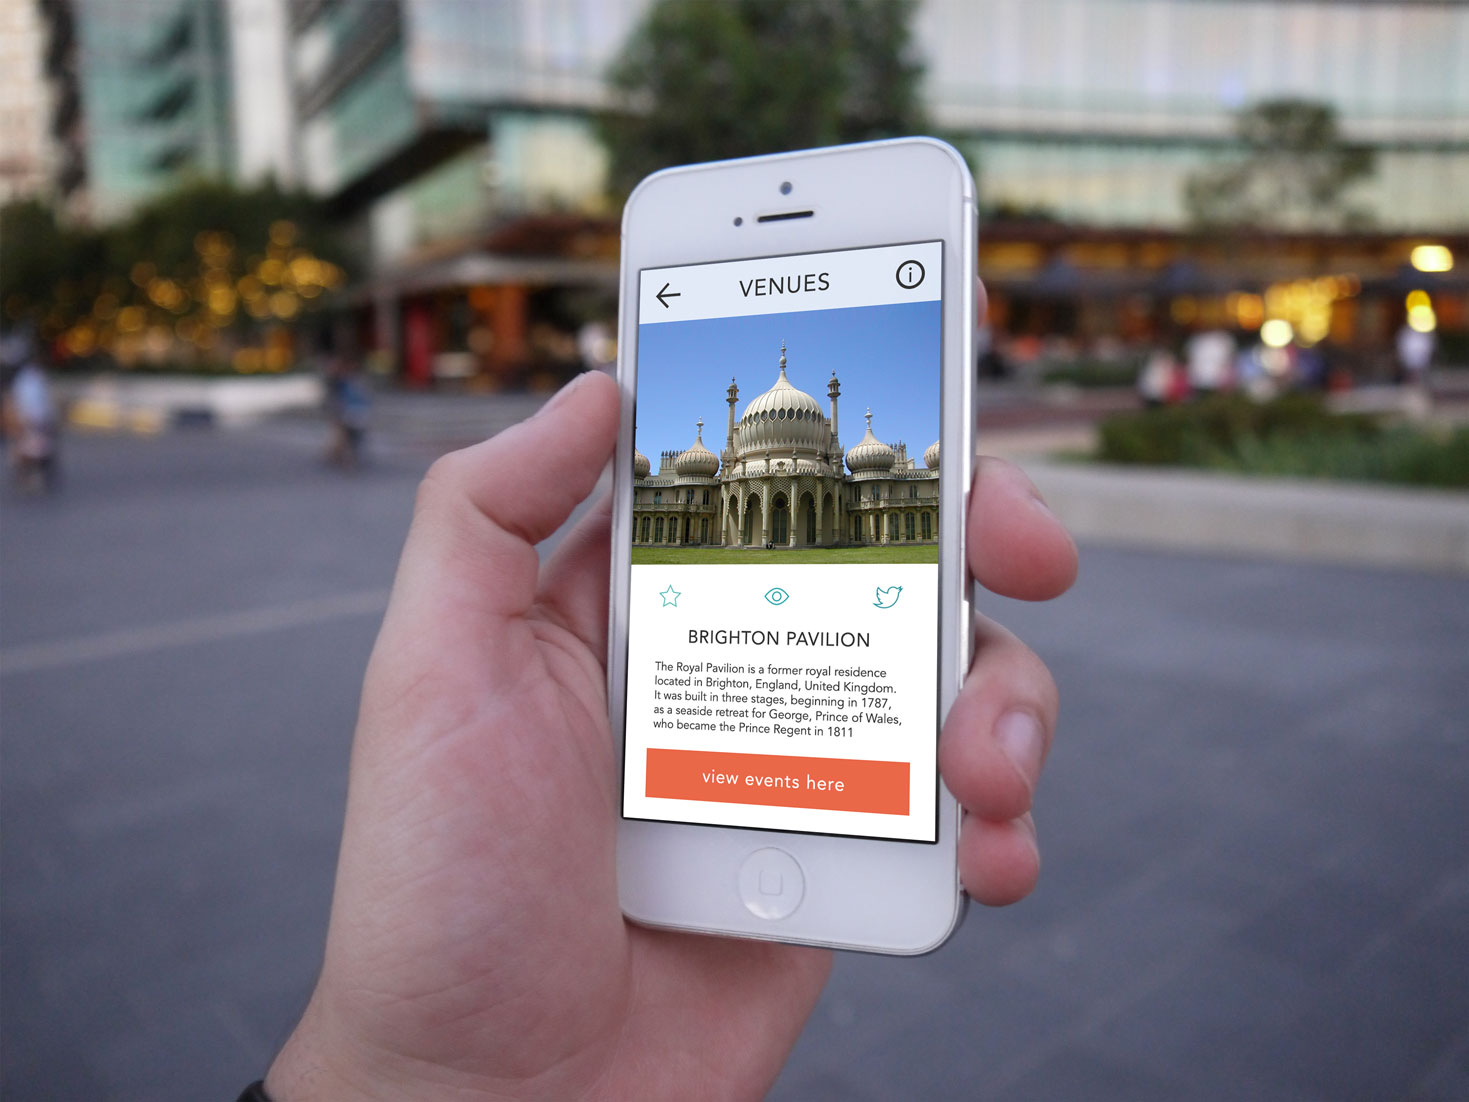 VENUES
BRIGHTON PAVILION
The Royal Pavilion is a former royal residence
located in Brighton, England, United Kingdom.
It was built in three stages, beginning in 1787,
as a seaside retreat for George, Prince of Wales,
who became the Prince Regent in 1811
view events here